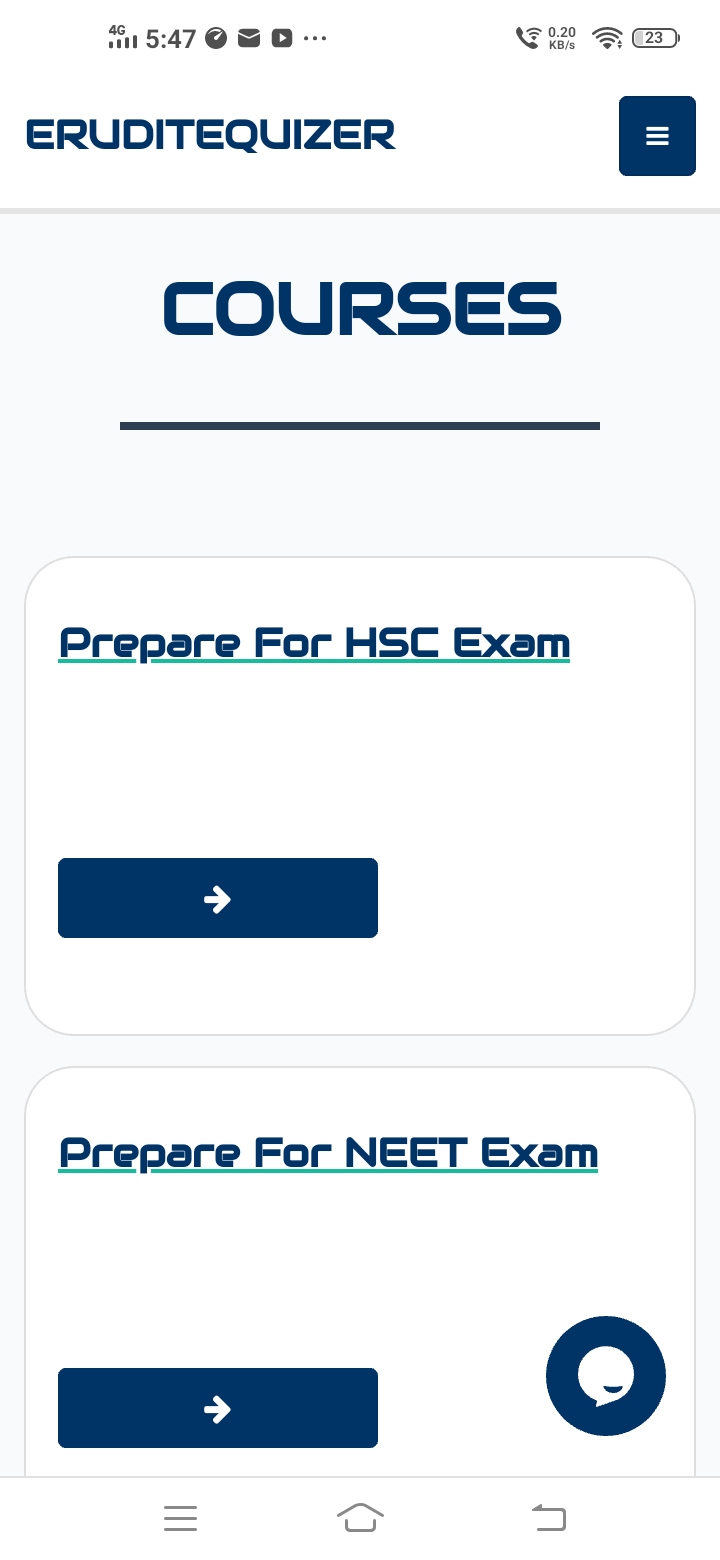 4G 5:47 0.20 KB/s 23
ERUDITEQUIZER
COURSES
Prepare For HSC Exam
Prepare For NEET Exam